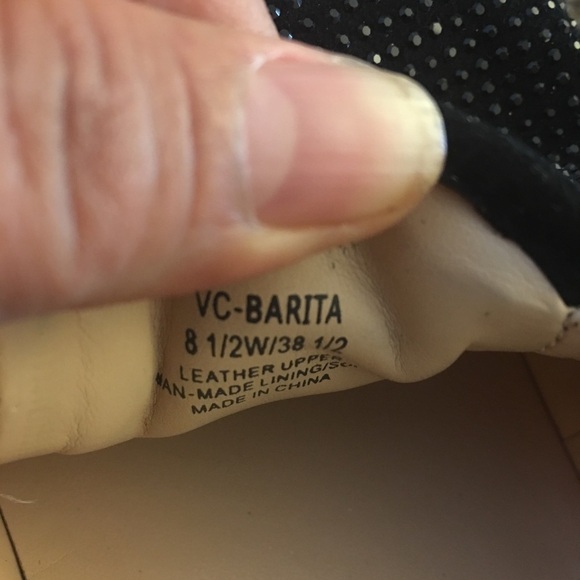 VC-BARITA
8 1/2W/38 1/2
LEATHER UPPER
MAN-MADE LINING/SO
MADE IN CHINA